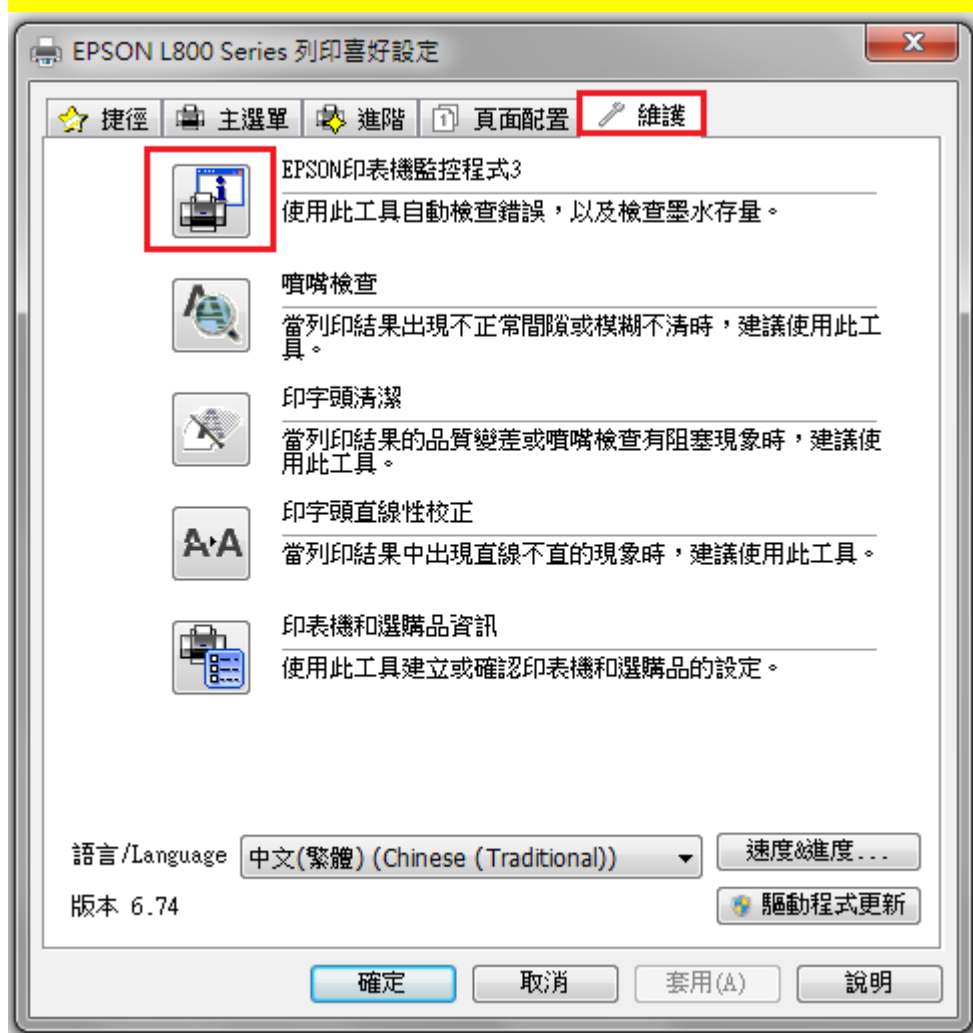 EPSON L800 Series 列印喜好設定
捷徑 主選單 進階 頁面配置 維護
EPSON印表機監控程式3
使用此工具自動檢查錯誤，以及檢查墨水存量。
噴嘴檢查
當列印結果出現不正常間隙或模糊不清時，建議使用此工
具。
印字頭清潔
當列印結果的品質變差或噴嘴檢查有阻塞現象時，建議使
用此工具。
印字頭直線性校正
當列印結果中出現直線不直的現象時，建議使用此工具。
印表機和選購品資訊
使用此工具建立或確認印表機和選購品的設定。
語言/Language 中文(繁體) (Chinese (Traditional)) 速度&進度...
版本 6.74 驅動程式更新
確定 取消 套用(A) 說明